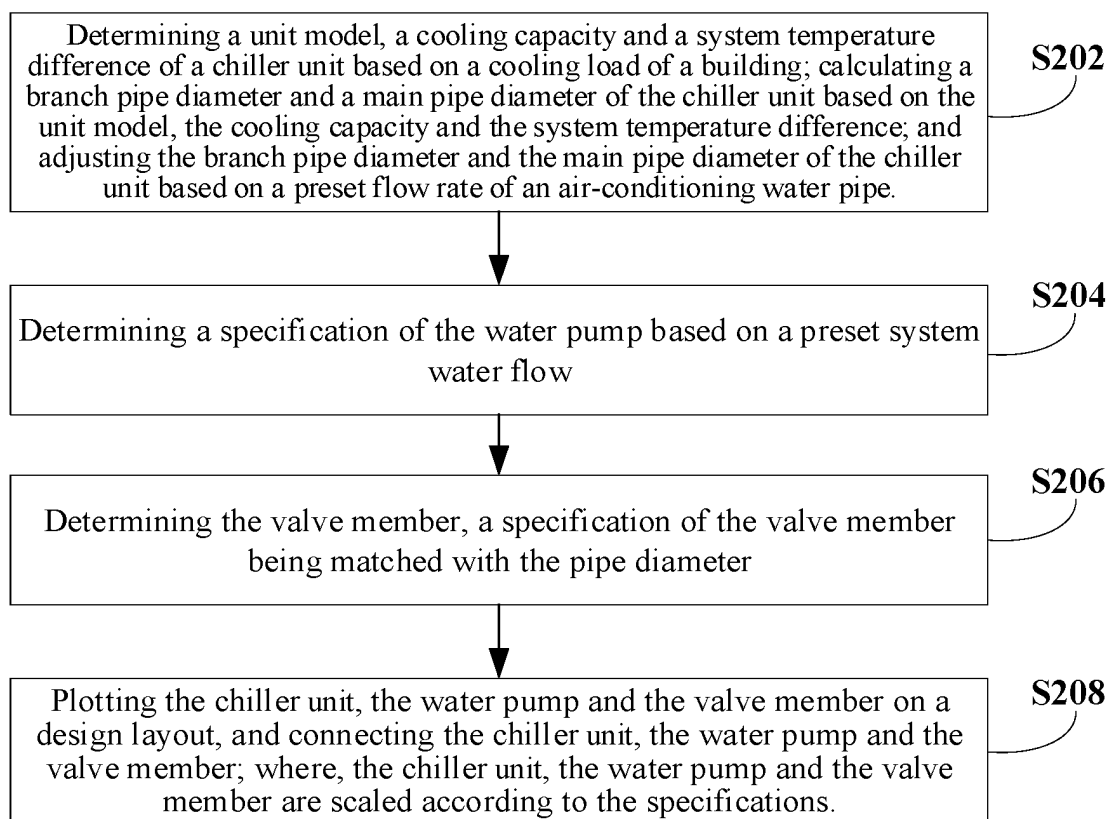 Determining a unit model, a cooling capacity and a system temperature
difference of a chiller unit based on a cooling load of a building; calculating a
branch pipe diameter and a main pipe diameter of the chiller unit based on the
unit model, the cooling capacity and the system temperature difference; and
adjusting the branch pipe diameter and the main pipe diameter of the chiller
unit based on a preset flow rate of an air-conditioning water pipe.
S202
Determining a specification of the water pump based on a preset system
water flow
S204
Determining the valve member, a specification of the valve member
being matched with the pipe diameter
S206
Plotting the chiller unit, the water pump and the valve member on a
design layout, and connecting the chiller unit, the water pump and the
valve member; where, the chiller unit, the water pump and the valve
member are scaled according to the specifications.
S208